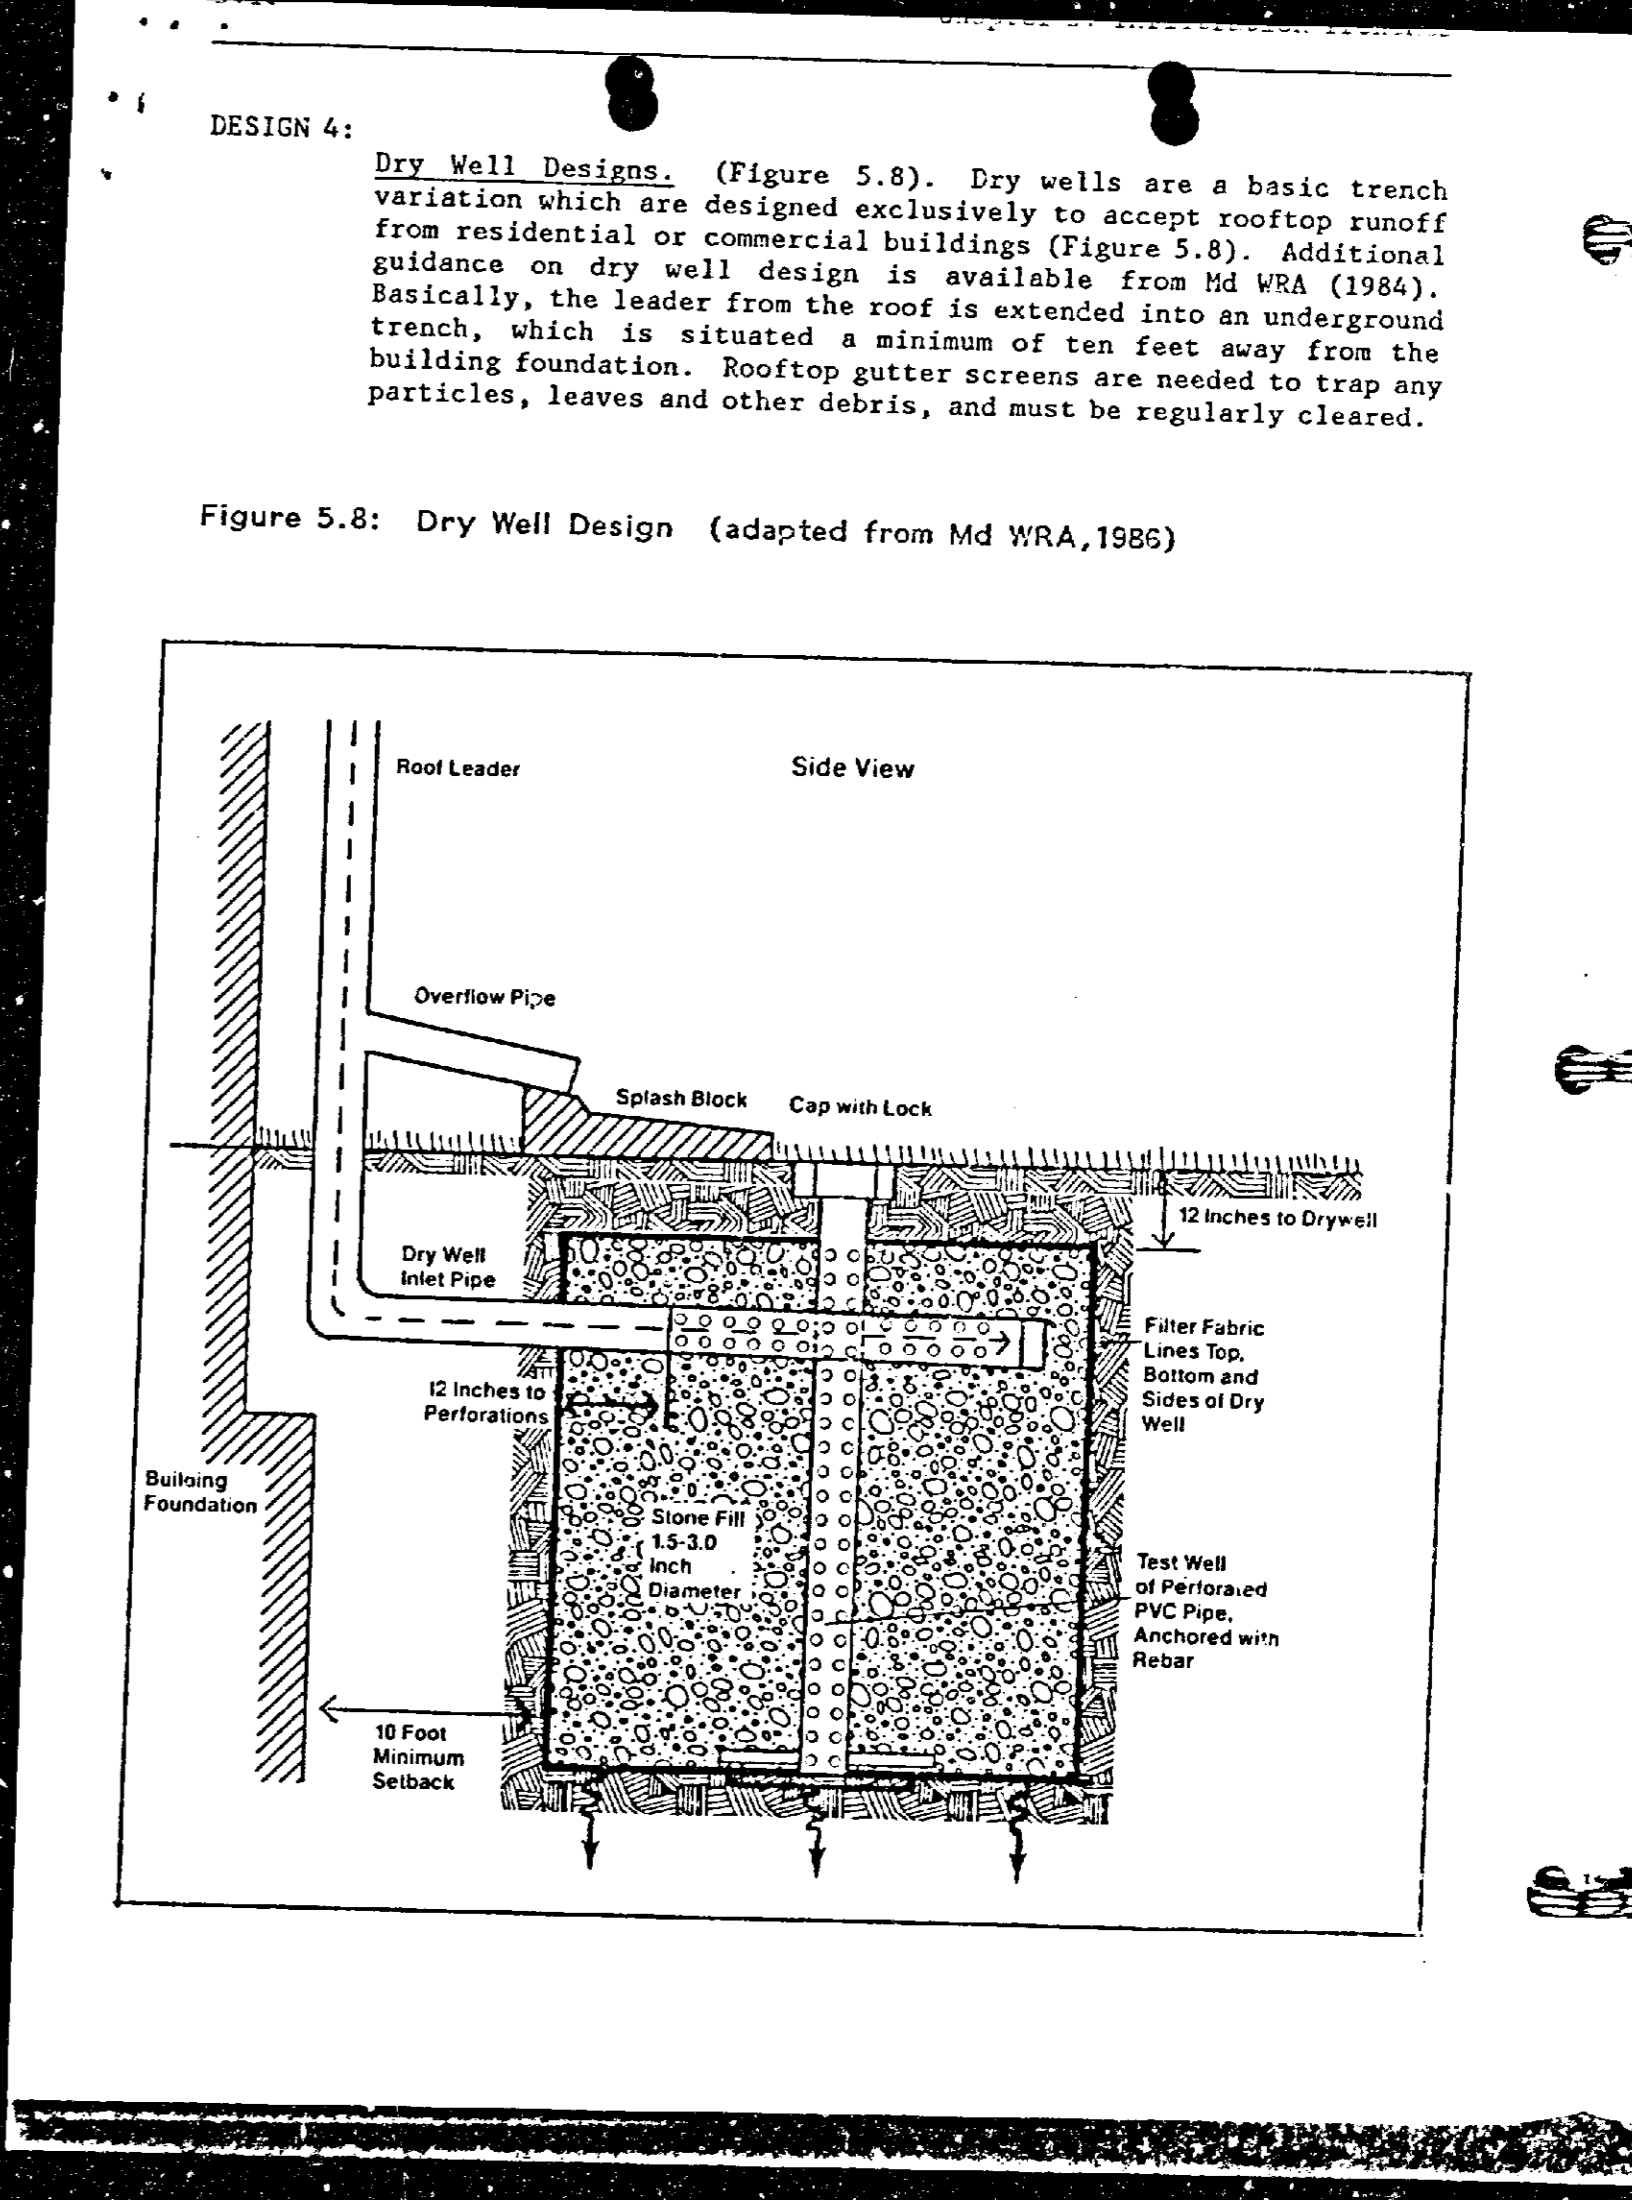 DESIGN 4:
Dry Well Designs. (Figure 5.8). Dry wells are a basic trench
variation which are designed exclusively to accept rooftop runoff
from residential or commercial buildings (Figure 5.8). Additional
guidance on dry well design is available from Md WRA (1984).
Basically, the leader from the roof is extended into an underground
trench, which is situated a minimum of ten feet away from the
building foundation. Rooftop gutter screens are needed to trap any
particles, leaves and other debris, and must be regularly cleared.
Figure 5.8: Dry Well Design (adapted from Md WRA,1986)
Roof Leader
Side View
Overflow Pipe
Splash Block
Cap with Lock
12 Inches to Drywell
Dry Well
Inlet Pipe
Filter Fabric
Lines Top,
Bottom and
Sides of Dry
Well
12 Inches to
Perforations
Building
Foundation
Stone Fill
1.5-3.0
Inch
Diameter
Test Well
of Perforated
PVC Pipe,
Anchored with
Rebar
10 Foot
Minimum
Setback